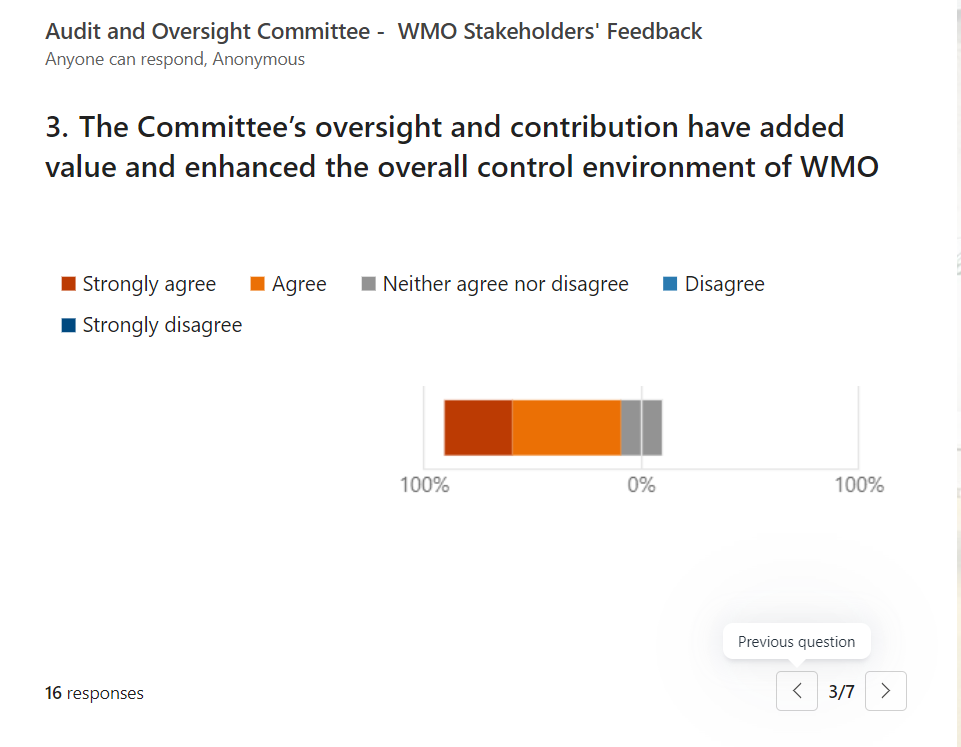 Audit and Oversight Committee -  WMO Stakeholders' Feedback
Anyone can respond, Anonymous
3. The Committee’s oversight and contribution have added
value and enhanced the overall control environment of WMO
Strongly agree
Agree
Neither agree nor disagree
Disagree
Strongly disagree
100%
0%
100%
Previous question
16 responses
3/7